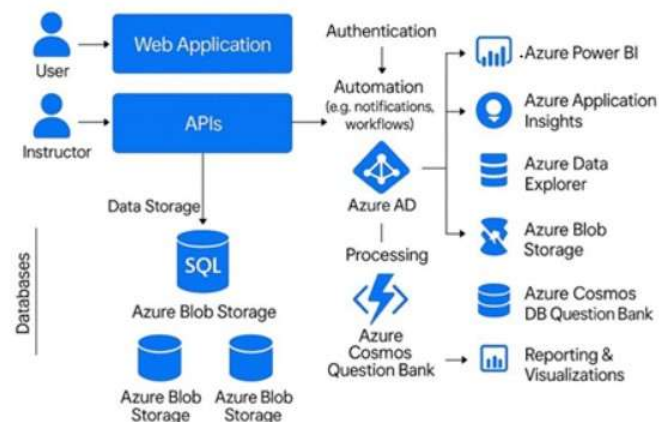 User
Web Application
Instructor
APIs
Data Storage
Databases
SQL
Azure Blob Storage
Azure Blob
Storage
Azure Blob
Storage
Authentication
Automation
(e.g. notifications,
workflows)
Azure AD
Processing
Azure
Cosmos
Question Bank
.Azure Power BI
Azure Application
Insights
Azure Data
Explorer
Azure Blob
Storage
Azure Cosmos
DB Question Bank
Reporting &
Visualizations